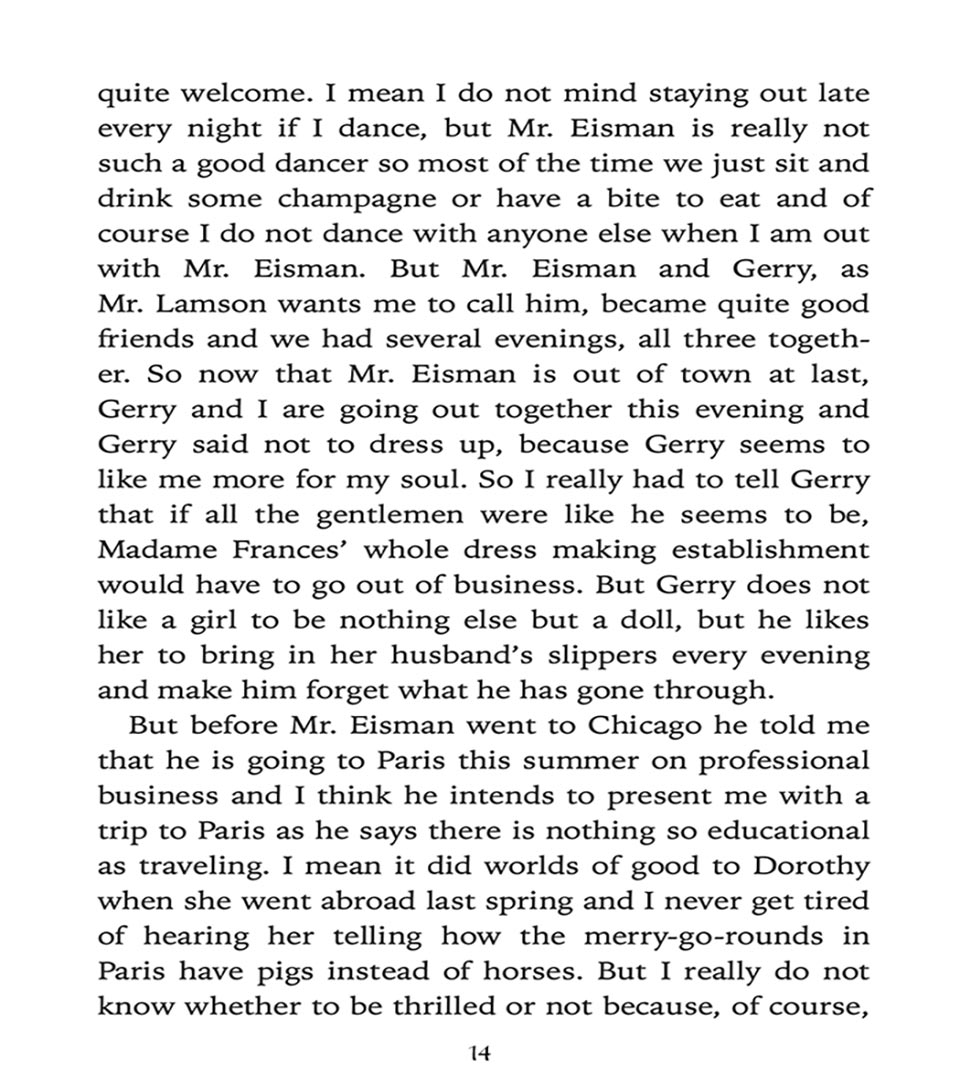 quite welcome. I mean I do not mind staying out late
every night if I dance, but Mr. Eisman is really not
such a good dancer so most of the time we just sit and
drink some champagne or have a bite to eat and of
course I do not dance with anyone else when I am out
with Mr. Eisman. But Mr. Eisman and Gerry, as
Mr. Lamson wants me to call him, became quite good
friends and we had several evenings, all three togeth-
er. So now that Mr. Eisman is out of town at last,
Gerry and I are going out together this evening and
Gerry said not to dress up, because Gerry seems to
like me more for my soul. So I really had to tell Gerry
that if all the gentlemen were like he seems to be,
Madame Frances’ whole dress making establishment
would have to go out of business. But Gerry does not
like a girl to be nothing else but a doll, but he likes
her to bring in her husband’s slippers every evening
and make him forget what he has gone through.
But before Mr. Eisman went to Chicago he told me
that he is going to Paris this summer on professional
business and I think he intends to present me with a
trip to Paris as he says there is nothing so educational
as traveling. I mean it did worlds of good to Dorothy
when she went abroad last spring and I never get tired
of hearing her telling how the merry-go-rounds in
Paris have pigs instead of horses. But I really do not
know whether to be thrilled or not because, of course,
14